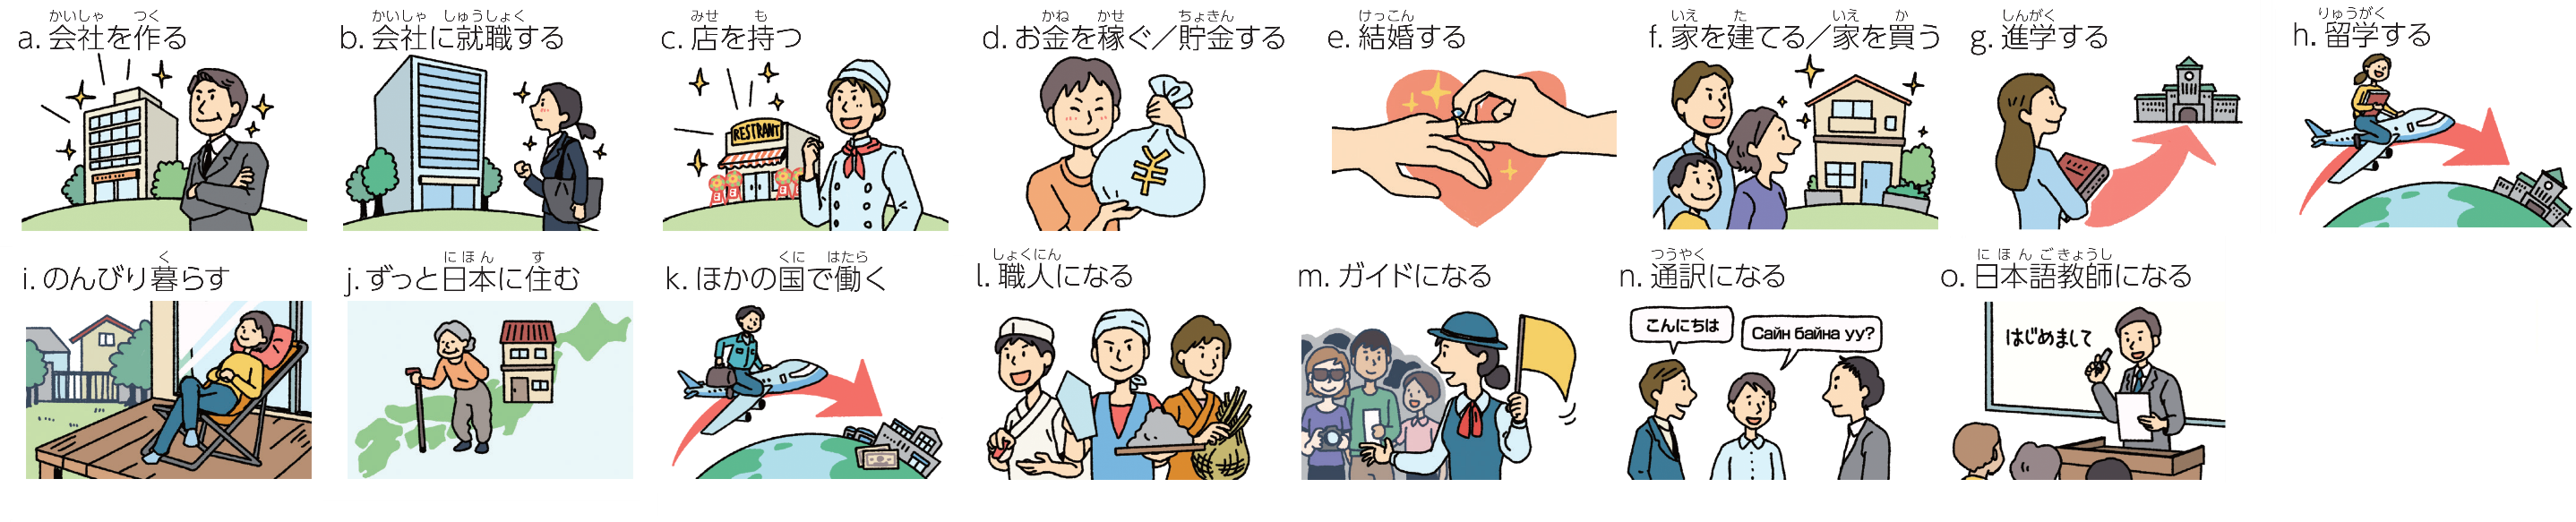 a. 会社を作る
かいしゃ つく
b. 会社に就職する
かいしゃ しゅうしょく
c. 店を持つ
みせ も
d. お金を稼ぐ／貯金する
かね かせ ちょきん
e. 結婚する
けっこん
f. 家を建てる／家を買う
いえ た いえ か
g. 進学する
しんがく
h. 留学する
りゅうがく
RESTRANT
¥
i. のんびり暮らす
く
j. ずっと日本に住む
にほん す
k. ほかの国で働く
くに はたら
l. 職人になる
しょくにん
m. ガイドになる
n. 通訳になる
つうやく
o. 日本語教師になる
にほんごきょうし
こんにちは
Сайн байна уу?
はじめまして